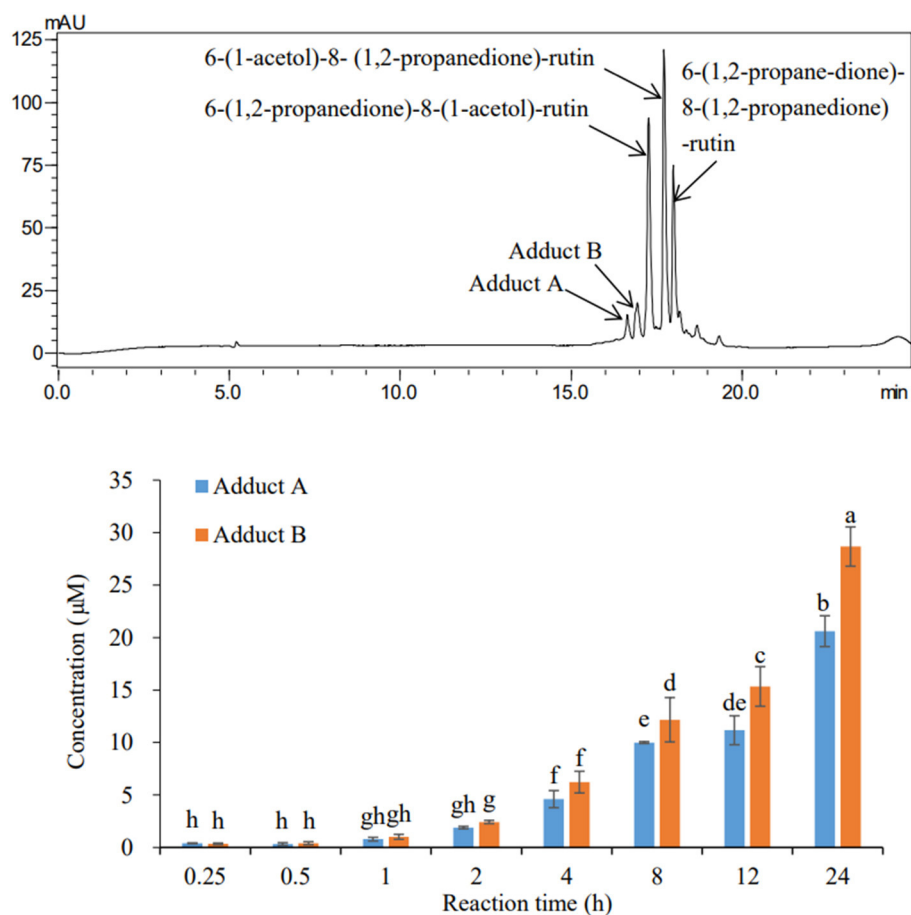 mAU
125
100
75
50
25
0
6-(1-acetol)-8- (1,2-propanedione)-rutin
6-(1,2-propanedione)-8-(1-acetol)-rutin
6-(1,2-propane-dione)-
8-(1,2-propanedione)
-rutin
Adduct B
Adduct A
0.0 5.0 10.0 15.0 20.0 min
35
30
25
20
15
10
5
0
Concentration (μM)
Adduct A
Adduct B
h h h h gh gh gh g f f e d de c b a
0.25 0.5 1 2 4 8 12 24
Reaction time (h)